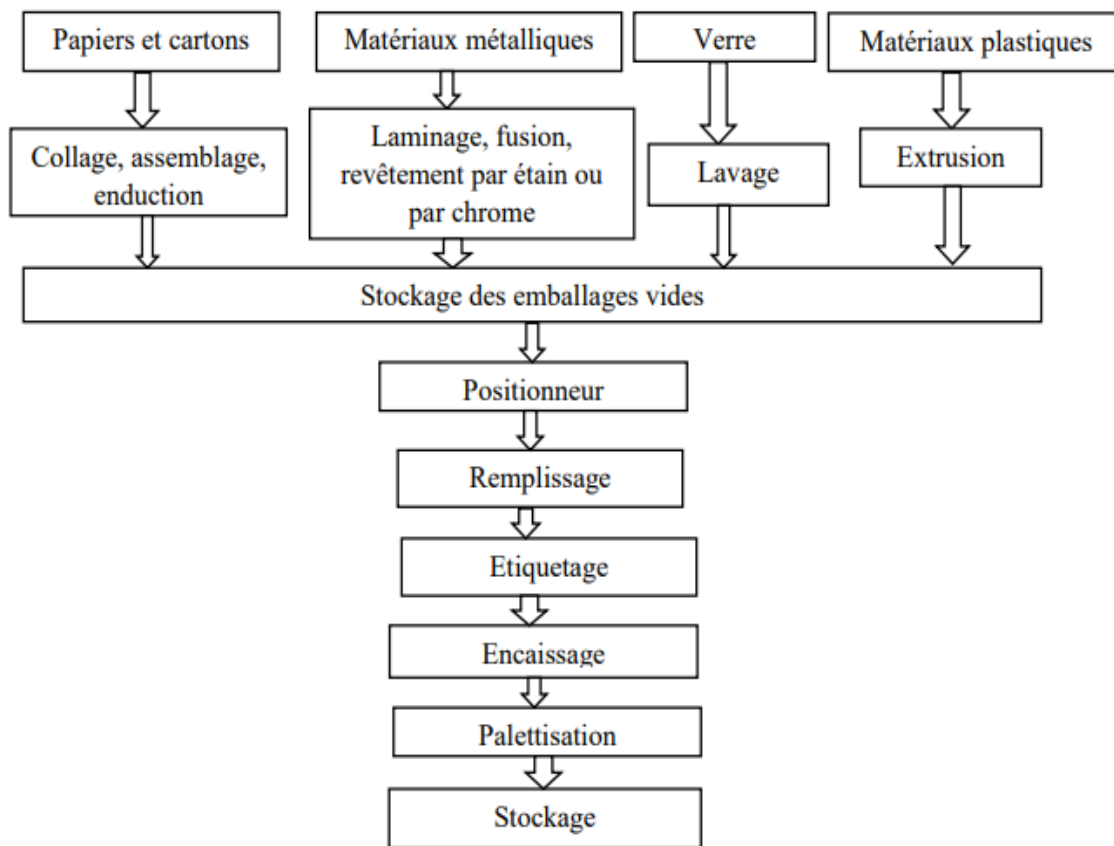 Papiers et cartons
Matériaux métalliques
Verre
Matériaux plastiques
Collage, assemblage,
enduction
Laminage, fusion,
revêtement par étain ou
par chrome
Lavage
Extrusion
Stockage des emballages vides
Positionneur
Remplissage
Etiquetage
Encaissage
Palettisation
Stockage